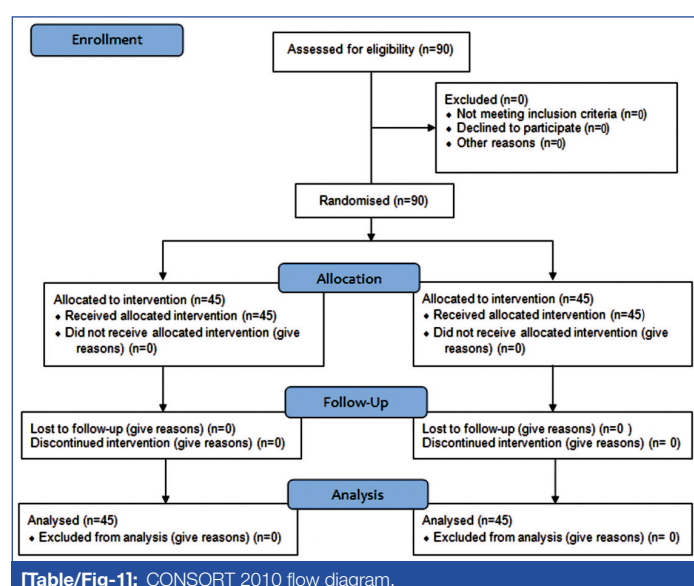 Enrollment
Assessed for eligibility (n=90)
Excluded (n=0)
♦ Not meeting inclusion criteria (n=0)
♦ Declined to participate (n=0)
♦ Other reasons (n=0)
Randomised (n=90)
Allocation
Allocated to intervention (n=45)
♦ Received allocated intervention (n=45)
♦ Did not receive allocated intervention (give
reasons) (n=0)
Allocated to intervention (n=45)
♦ Received allocated intervention (n=45)
♦ Did not receive allocated intervention (give
reasons) (n=0)
Follow-Up
Lost to follow-up (give reasons) (n=0)
Discontinued intervention (give reasons) (n=0)
Lost to follow-up (give reasons) (n=0 )
Discontinued intervention (give reasons) (n= 0)
Analysis
Analysed (n=45)
♦ Excluded from analysis (give reasons) (n=0)
Analysed (n=45)
♦ Excluded from analysis (give reasons) (n= 0)
[Table/Fig-1]: CONSORT 2010 flow diagram.